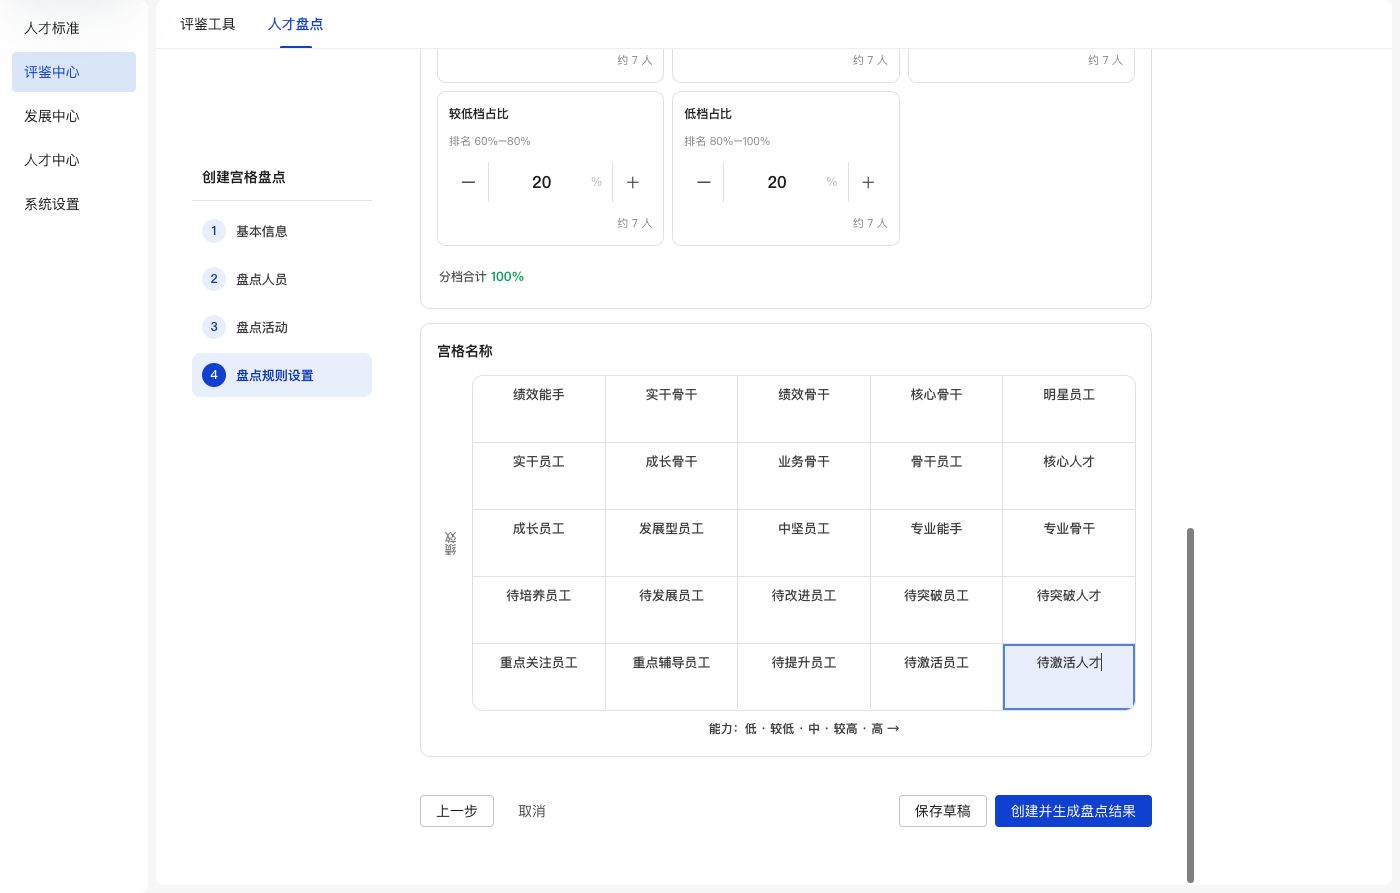 人才标准
评鉴中心
发展中心
人才中心
系统设置
评鉴工具 人才盘点
创建宫格盘点
1 基本信息
2 盘点人员
3 盘点活动
4 盘点规则设置
约 7 人 约 7 人 约 7 人
较低档占比 低档占比
排名 60%—80% 排名 80%—100%
— 20 % + — 20 % +
约 7 人 约 7 人
分档合计 100%
宫格名称
绩效能手 实干骨干 绩效骨干 核心骨干 明星员工
实干员工 成长骨干 业务骨干 骨干员工 核心人才
绩效
成长员工 发展型员工 中坚员工 专业能手 专业骨干
待培养员工 待发展员工 待改进员工 待突破员工 待突破人才
重点关注员工 重点辅导员工 待提升员工 待激活员工 待激活人才
能力：低 · 较低 · 中 · 较高 · 高 →
上一步 取消 保存草稿 创建并生成盘点结果